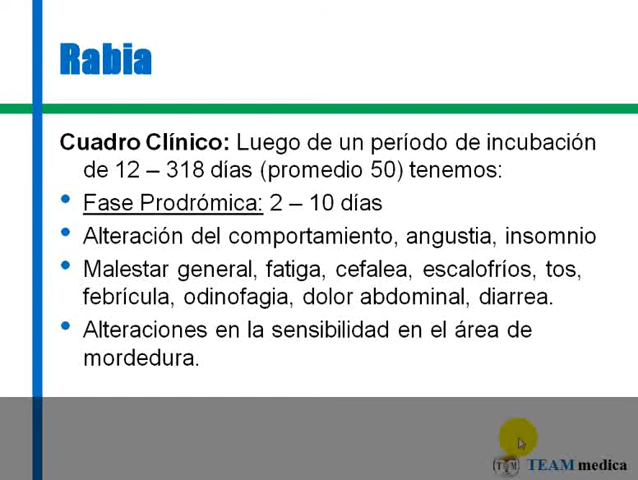 Rabia
Cuadro Clínico: Luego de un período de incubación
de 12 – 318 días (promedio 50) tenemos:
• Fase Prodrómica: 2 – 10 días
• Alteración del comportamiento, angustia, insomnio
• Malestar general, fatiga, cefalea, escalofríos, tos,
febrícula, odinofagia, dolor abdominal, diarrea.
• Alteraciones en la sensibilidad en el área de
mordedura.
TEAM medica